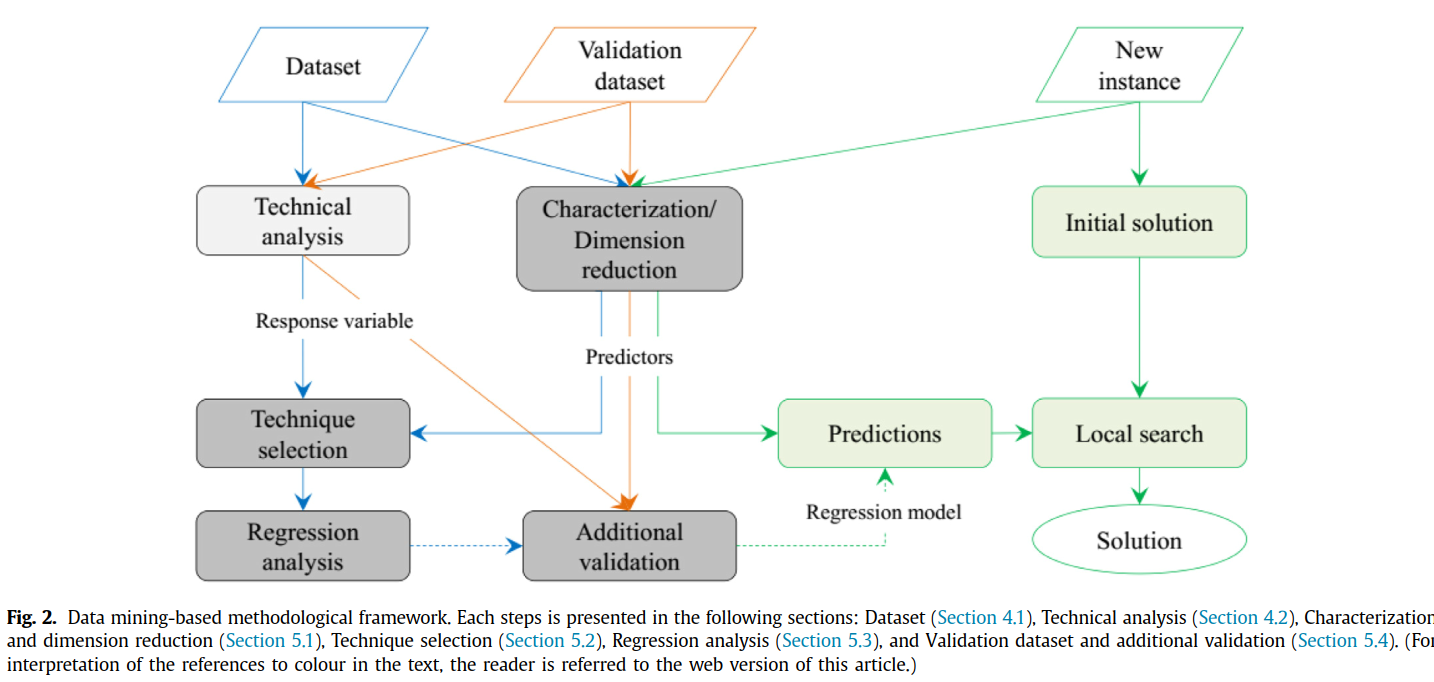 Dataset
Validation
dataset
New
instance
Technical
analysis
Characterization/
Dimension
reduction
Initial solution
Response variable
Predictors
Technique
selection
Predictions
Local search
Regression
analysis
Additional
validation
Regression model
Solution
Fig. 2. Data mining-based methodological framework. Each steps is presented in the following sections: Dataset (Section 4.1), Technical analysis (Section 4.2), Characterization
and dimension reduction (Section 5.1), Technique selection (Section 5.2), Regression analysis (Section 5.3), and Validation dataset and additional validation (Section 5.4). (For
interpretation of the references to colour in the text, the reader is referred to the web version of this article.)